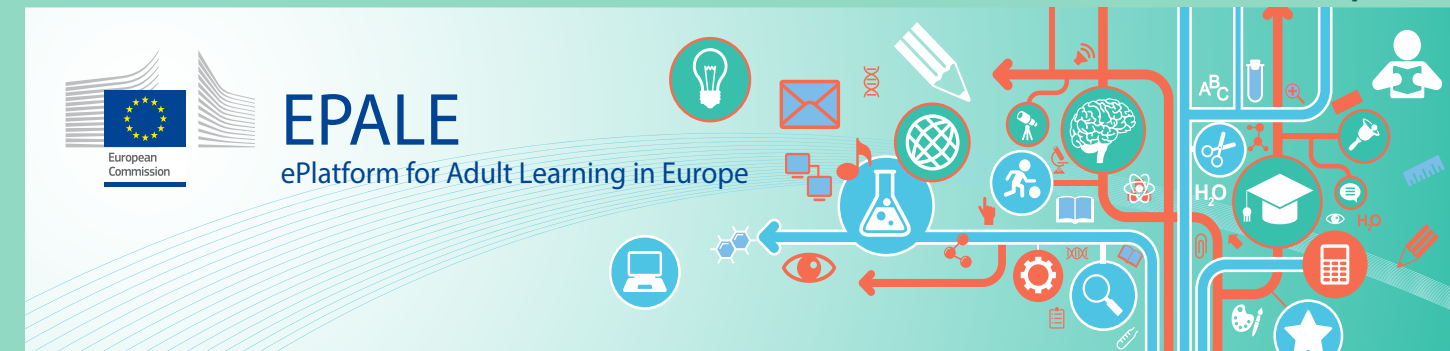 European
Commission
EPALE
ePlatform for Adult Learning in Europe
ABC
H2O
H2O